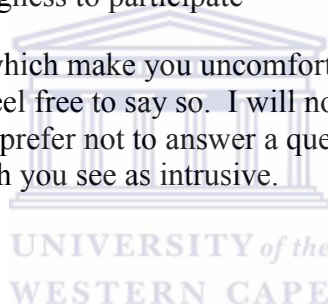 gness to participate
which make you uncomfort
eel free to say so. I will no
prefer not to answer a que
h you see as intrusive.
UNIVERSITY of the
WESTERN CAPE